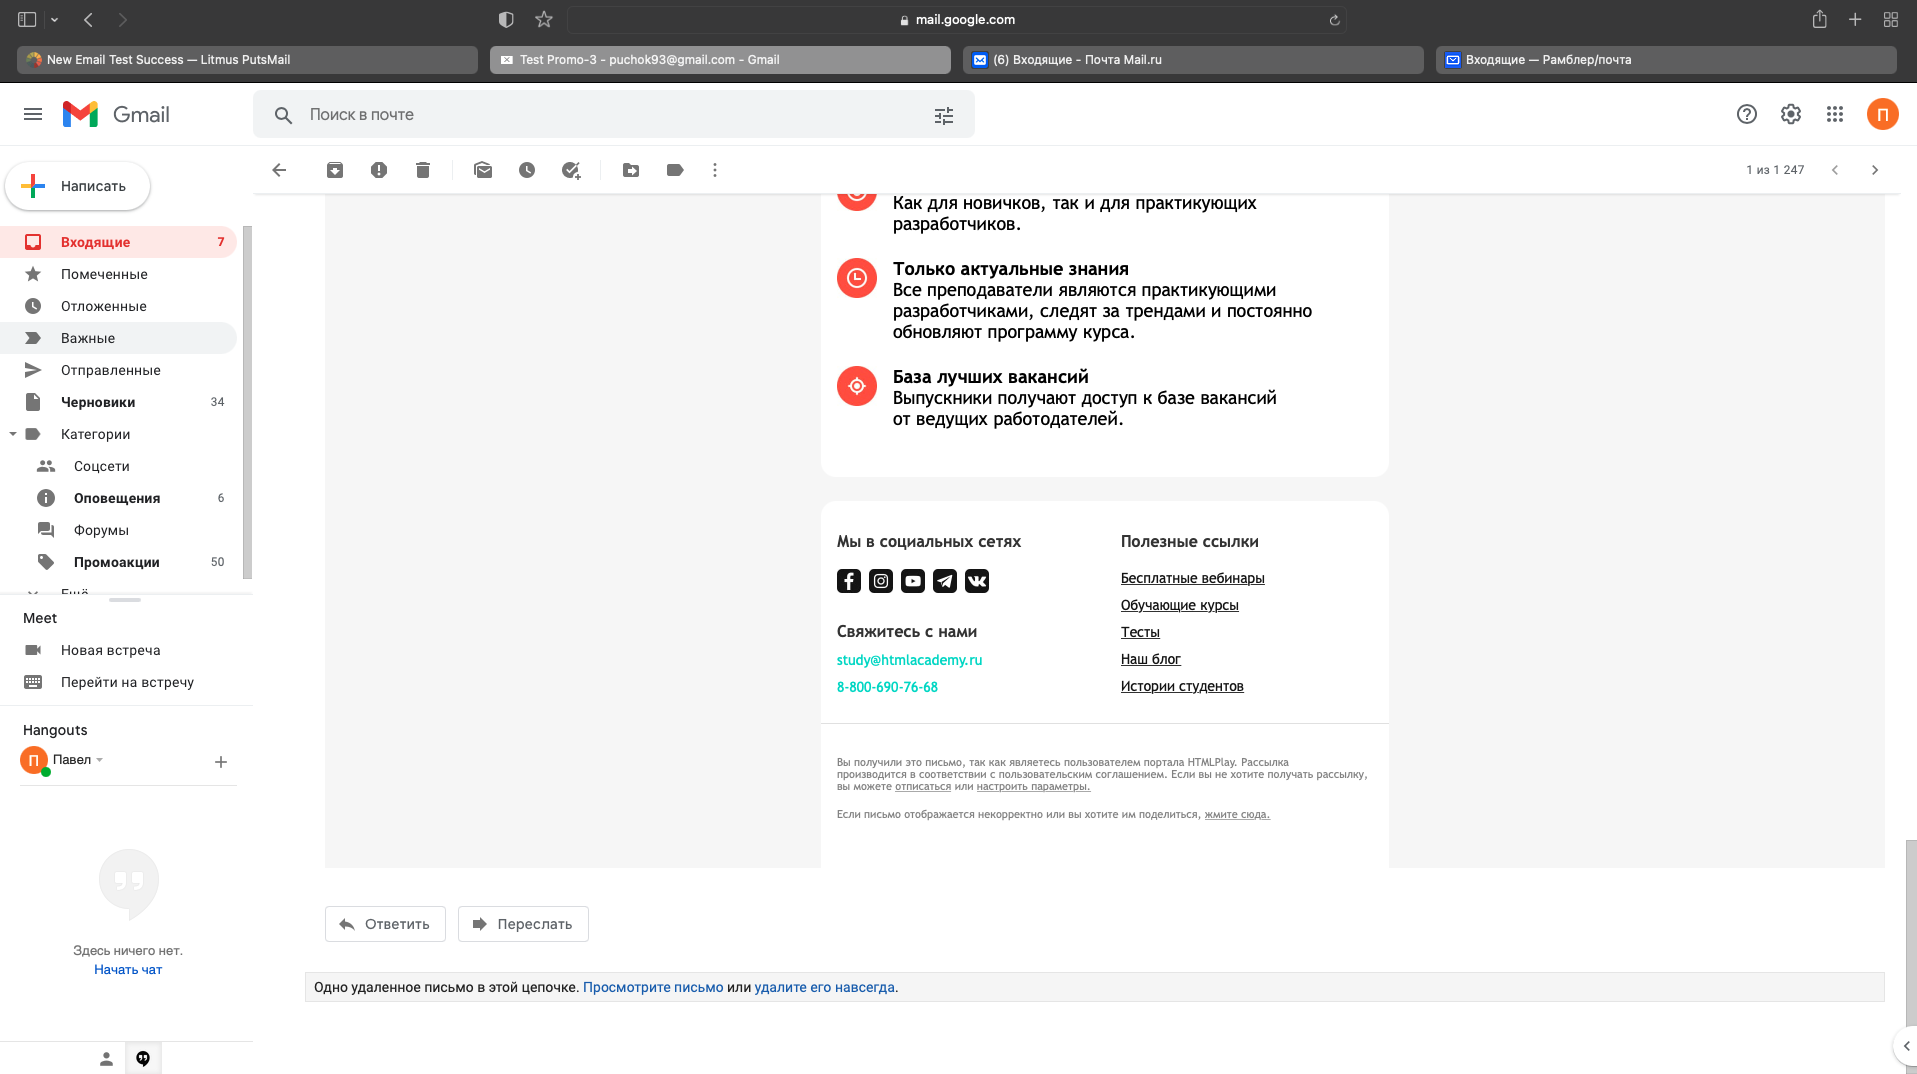 mail.google.com
New Email Test Success — Litmus PutsMail
Test Promo-3 - puchok93@gmail.com - Gmail
(6) Входящие - Почта Mail.ru
Входящие — Рамблер/почта
Gmail
Поиск в почте
П
Написать
1 из 1 247
Входящие 7
Помеченные
Отложенные
Важные
Отправленные
Черновики 34
Категории
Соцсети
Оповещения 6
Форумы
Промоакции 50
Ещё
Meet
Новая встреча
Перейти на встречу
Hangouts
П Павел
Здесь ничего нет.
Начать чат
Как для новичков, так и для практикующих
разработчиков.
Только актуальные знания
Все преподаватели являются практикующими
разработчиками, следят за трендами и постоянно
обновляют программу курса.
База лучших вакансий
Выпускники получают доступ к базе вакансий
от ведущих работодателей.
Мы в социальных сетях
Свяжитесь с нами
study@htmlacademy.ru
8-800-690-76-68
Полезные ссылки
Бесплатные вебинары
Обучающие курсы
Тесты
Наш блог
Истории студентов
Вы получили это письмо, так как являетесь пользователем портала HTMLPlay. Рассылка
производится в соответствии с пользовательским соглашением. Если вы не хотите получать рассылку,
вы можете отписаться или настроить параметры.
Если письмо отображается некорректно или вы хотите им поделиться, жмите сюда.
Ответить
Переслать
Одно удаленное письмо в этой цепочке. Просмотрите письмо или удалите его навсегда.